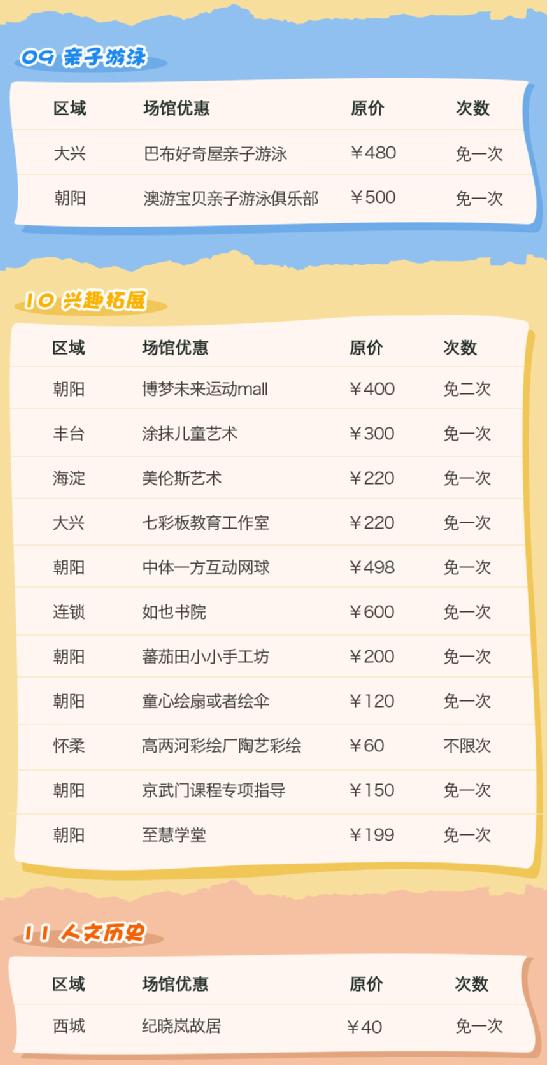 09 亲子游泳
区域 场馆优惠 原价 次数
大兴 巴布好奇屋亲子游泳 ￥480 免一次
朝阳 澳游宝贝亲子游泳俱乐部 ￥500 免一次
10 兴趣拓展
区域 场馆优惠 原价 次数
朝阳 博梦未来运动mall ￥400 免二次
丰台 涂抹儿童艺术 ￥300 免一次
海淀 美伦斯艺术 ￥220 免一次
大兴 七彩板教育工作室 ￥220 免一次
朝阳 中体一方互动网球 ￥498 免一次
连锁 如也书院 ￥600 免一次
朝阳 蕃茄田小小手工坊 ￥200 免一次
朝阳 童心绘扇或者绘伞 ￥120 免一次
怀柔 高两河彩绘厂陶艺彩绘 ￥60 不限次
朝阳 京武门课程专项指导 ￥150 免一次
朝阳 至慧学堂 ￥199 免一次
11 人文历史
区域 场馆优惠 原价 次数
西城 纪晓岚故居 ￥40 免一次